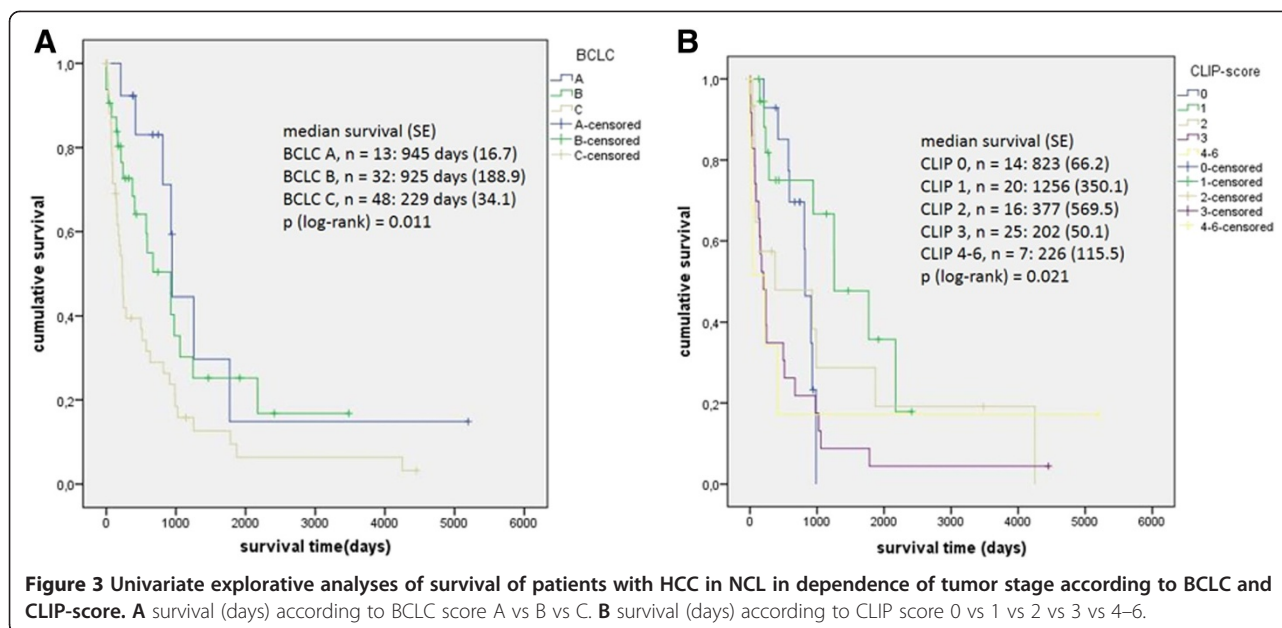 A
BCLC
A
B
C
A-censored
B-censored
C-censored
median survival (SE)
BCLC A, n = 13: 945 days (16.7)
BCLC B, n = 32: 925 days (188.9)
BCLC C, n = 48: 229 days (34.1)
p (log-rank) = 0.011
cumulative survival
1,0
0,8
0,6
0,4
0,2
0,0
0 1000 2000 3000 4000 5000 6000
survival time(days)
B
CLIP-score
0
1
2
3
4-6
0-censored
1-censored
2-censored
3-censored
4-6-censored
median survival (SE)
CLIP 0, n = 14: 823 (66.2)
CLIP 1, n = 20: 1256 (350.1)
CLIP 2, n = 16: 377 (569.5)
CLIP 3, n = 25: 202 (50.1)
CLIP 4-6, n = 7: 226 (115.5)
p (log-rank) = 0.021
cumulative survival
1,0
0,8
0,6
0,4
0,2
0,0
0 1000 2000 3000 4000 5000 6000
survival time (days)
Figure 3 Univariate explorative analyses of survival of patients with HCC in NCL in dependence of tumor stage according to BCLC and
CLIP-score. A survival (days) according to BCLC score A vs B vs C. B survival (days) according to CLIP score 0 vs 1 vs 2 vs 3 vs 4–6.